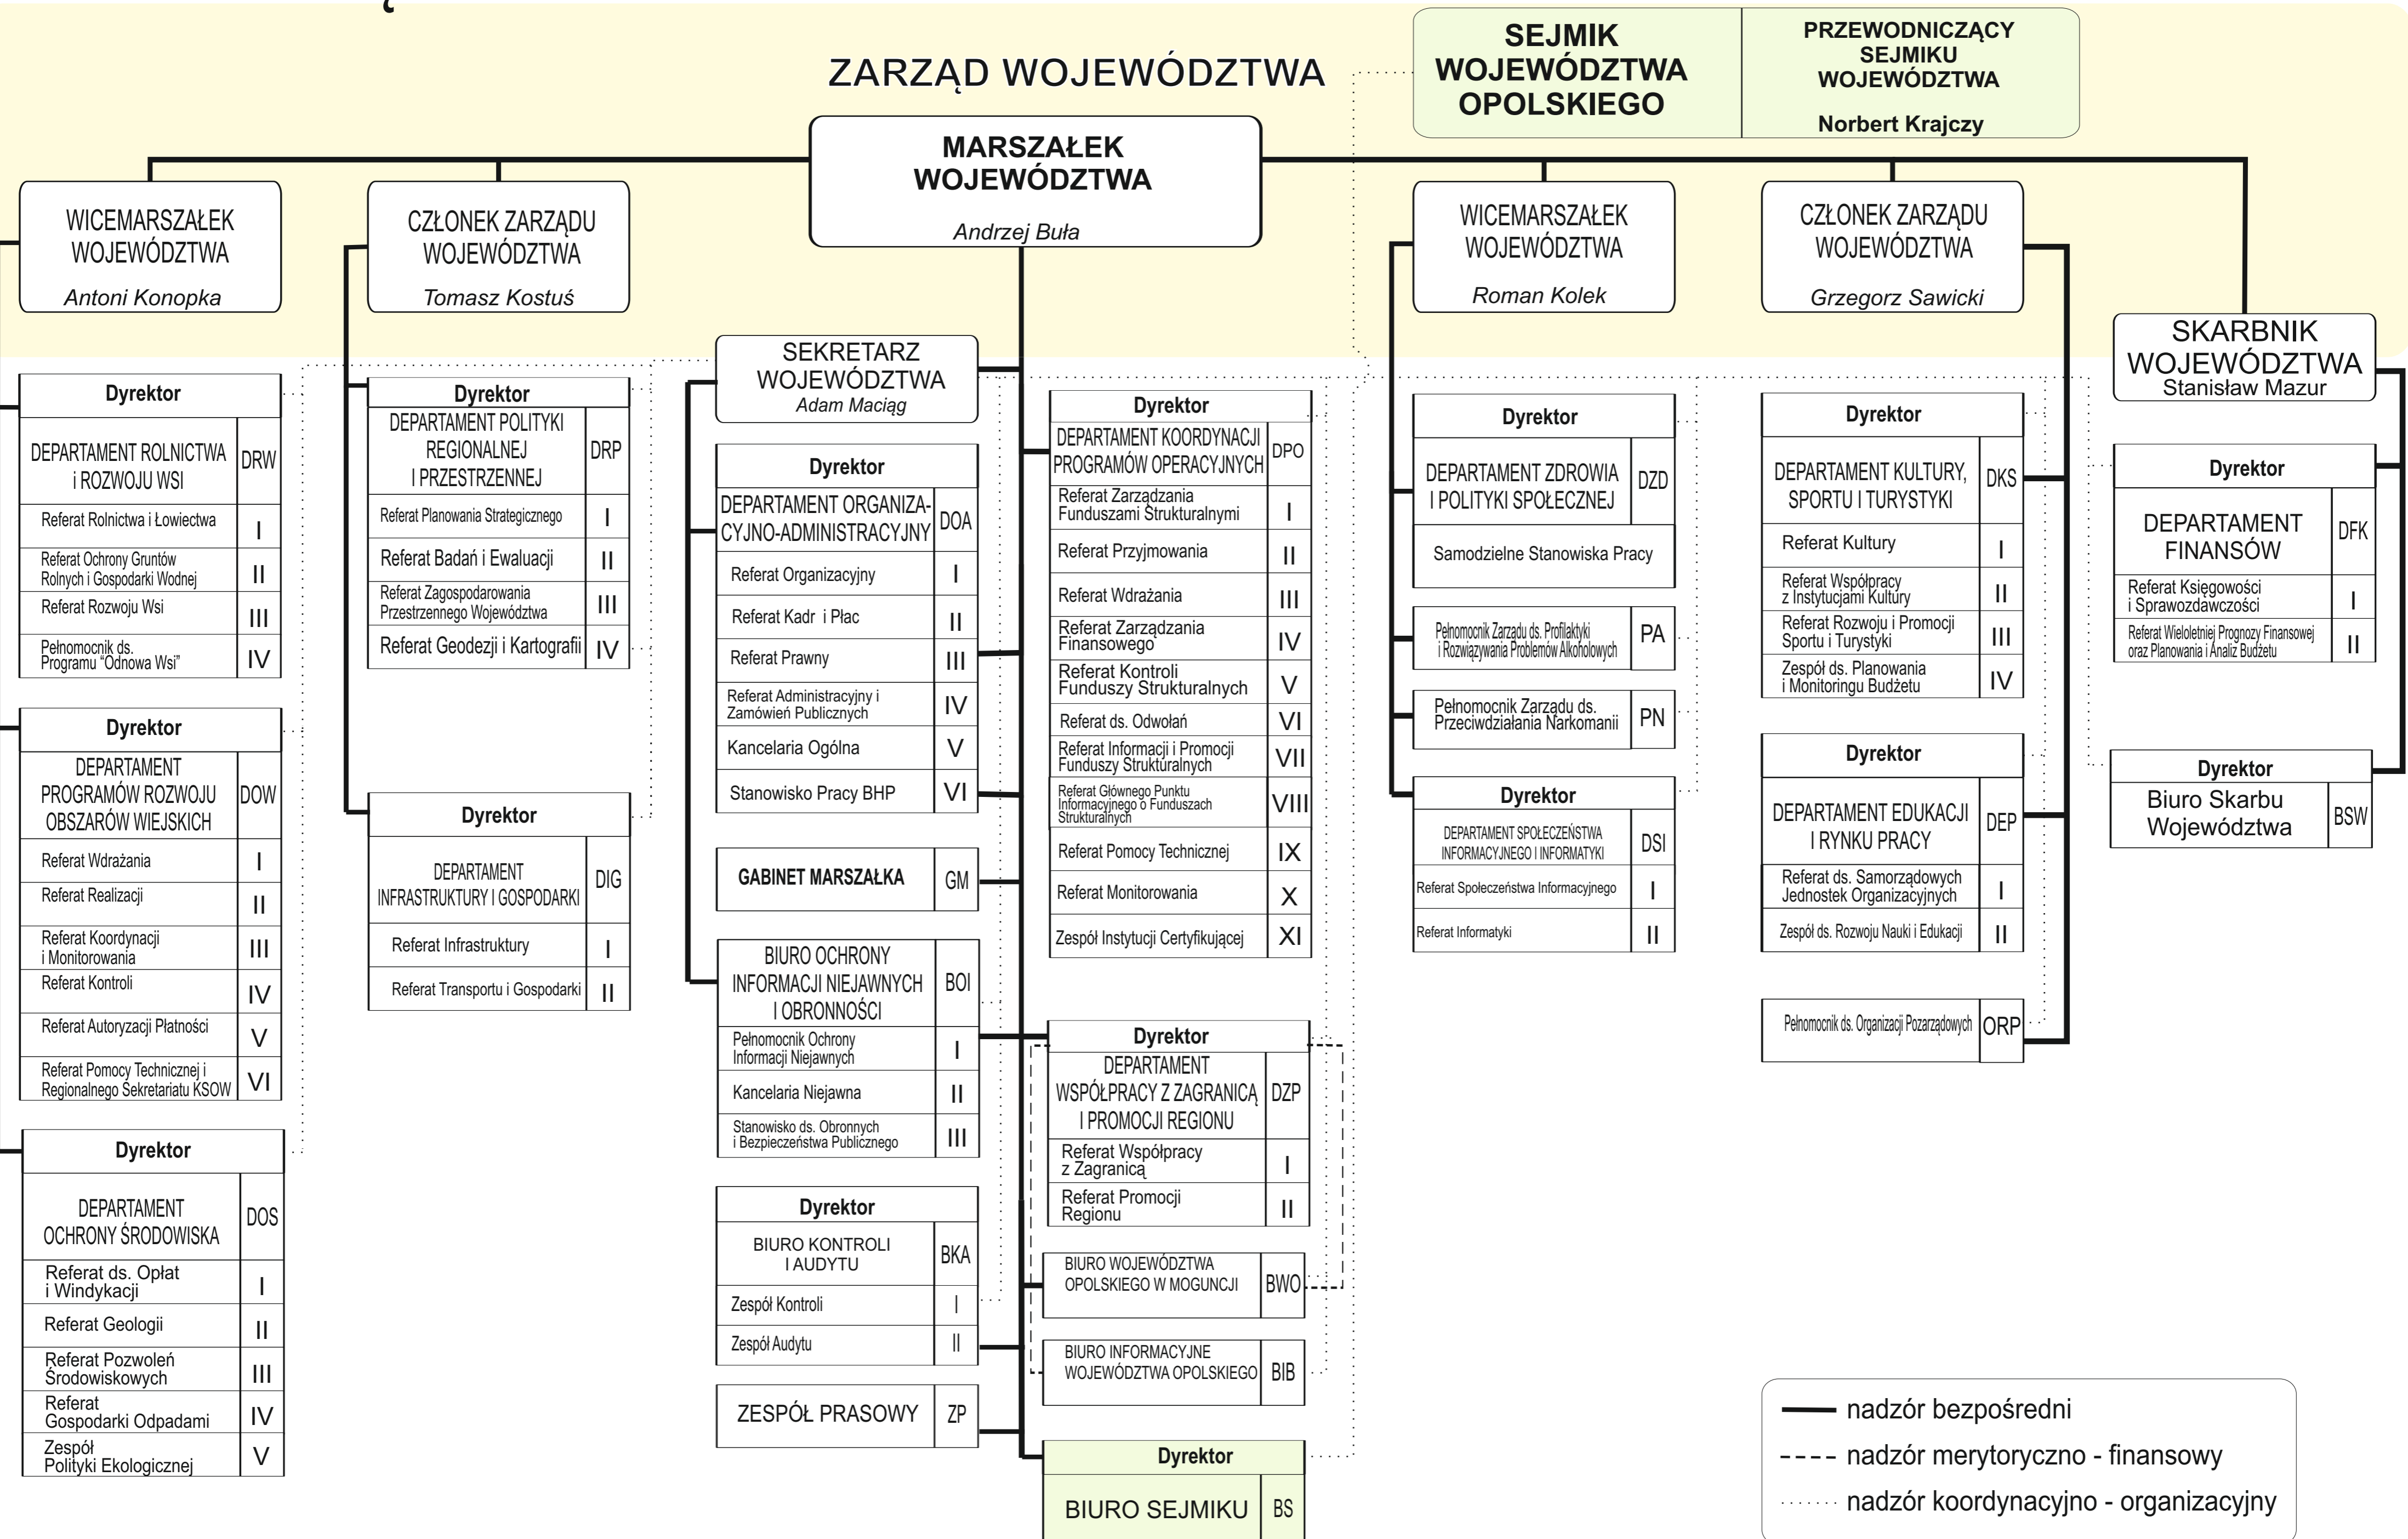 ZARZĄD WOJEWÓDZTWA
SEJMIK
WOJEWÓDZTWA
OPOLSKIEGO
PRZEWODNICZĄCY
SEJMIKU
WOJEWÓDZTWA
Norbert Krajczy
MARSZAŁEK
WOJEWÓDZTWA
Andrzej Buła
WICEMARSZAŁEK
WOJEWÓDZTWA
Antoni Konopka
CZŁONEK ZARZĄDU
WOJEWÓDZTWA
Tomasz Kostuś
WICEMARSZAŁEK
WOJEWÓDZTWA
Roman Kolek
CZŁONEK ZARZĄDU
WOJEWÓDZTWA
Grzegorz Sawicki
SKARBNIK
WOJEWÓDZTWA
Stanisław Mazur
SEKRETARZ
WOJEWÓDZTWA
Adam Maciąg
Dyrektor
DEPARTAMENT ROLNICTWA
i ROZWOJU WSI
DRW
Referat Rolnictwa i Łowiectwa
I
Referat Ochrony Gruntów
Rolnych i Gospodarki Wodnej
II
Referat Rozwoju Wsi
III
Pełnomocnik ds.
Programu “Odnowa Wsi”
IV
Dyrektor
DEPARTAMENT
PROGRAMÓW ROZWOJU
OBSZARÓW WIEJSKICH
DOW
Referat Wdrażania
I
Referat Realizacji
II
Referat Koordynacji
i Monitorowania
III
Referat Kontroli
IV
Referat Autoryzacji Płatności
V
Referat Pomocy Technicznej i
Regionalnego Sekretariatu KSOW
VI
Dyrektor
DEPARTAMENT
OCHRONY ŚRODOWISKA
DOS
Referat ds. Opłat
i Windykacji
I
Referat Geologii
II
Referat Pozwoleń
Środowiskowych
III
Referat
Gospodarki Odpadami
IV
Zespół
Polityki Ekologicznej
V
Dyrektor
DEPARTAMENT POLITYKI
REGIONALNEJ
I PRZESTRZENNEJ
DRP
Referat Planowania Strategicznego
I
Referat Badań i Ewaluacji
II
Referat Zagospodarowania
Przestrzennego Województwa
III
Referat Geodezji i Kartografii
IV
Dyrektor
DEPARTAMENT
INFRASTRUKTURY I GOSPODARKI
DIG
Referat Infrastruktury
I
Referat Transportu i Gospodarki
II
Dyrektor
DEPARTAMENT ORGANIZA-
CYJNO-ADMINISTRACYJNY
DOA
Referat Organizacyjny
I
Referat Kadr i Płac
II
Referat Prawny
III
Referat Administracyjny i
Zamówień Publicznych
IV
Kancelaria Ogólna
V
Stanowisko Pracy BHP
VI
GABINET MARSZAŁKA
GM
BIURO OCHRONY
INFORMACJI NIEJAWNYCH
I OBRONNOŚCI
BOI
Pełnomocnik Ochrony
Informacji Niejawnych
I
Kancelaria Niejawna
II
Stanowisko ds. Obronnych
i Bezpieczeństwa Publicznego
III
Dyrektor
BIURO KONTROLI
I AUDYTU
BKA
Zespół Kontroli
I
Zespół Audytu
II
ZESPÓŁ PRASOWY
ZP
Dyrektor
DEPARTAMENT KOORDYNACJI
PROGRAMÓW OPERACYJNYCH
DPO
Referat Zarządzania
Funduszami Strukturalnymi
I
Referat Przyjmowania
II
Referat Wdrażania
III
Referat Zarządzania
Finansowego
IV
Referat Kontroli
Funduszy Strukturalnych
V
Referat ds. Odwołań
VI
Referat Informacji i Promocji
Funduszy Strukturalnych
VII
Referat Głównego Punktu
Informacyjnego o Funduszach
Strukturalnych
VIII
Referat Pomocy Technicznej
IX
Referat Monitorowania
X
Zespół Instytucji Certyfikującej
XI
Dyrektor
DEPARTAMENT
WSPÓŁPRACY Z ZAGRANICĄ
I PROMOCJI REGIONU
DZP
Referat Współpracy
z Zagranicą
I
Referat Promocji
Regionu
II
BIURO WOJEWÓDZTWA
OPOLSKIEGO W MOGUNCJI
BWO
BIURO INFORMACYJNE
WOJEWÓDZTWA OPOLSKIEGO
BIB
Dyrektor
BIURO SEJMIKU
BS
Dyrektor
DEPARTAMENT ZDROWIA
I POLITYKI SPOŁECZNEJ
DZD
Samodzielne Stanowiska Pracy
Pełnomocnik Zarządu ds. Profilaktyki
i Rozwiązywania Problemów Alkoholowych
PA
Pełnomocnik Zarządu ds.
Przeciwdziałania Narkomanii
PN
Dyrektor
DEPARTAMENT SPOŁECZEŃSTWA
INFORMACYJNEGO I INFORMATYKI
DSI
Referat Społeczeństwa Informacyjnego
I
Referat Informatyki
II
Dyrektor
DEPARTAMENT KULTURY,
SPORTU I TURYSTYKI
DKS
Referat Kultury
I
Referat Współpracy
z Instytucjami Kultury
II
Referat Rozwoju i Promocji
Sportu i Turystyki
III
Zespół ds. Planowania
i Monitoringu Budżetu
IV
Dyrektor
DEPARTAMENT EDUKACJI
I RYNKU PRACY
DEP
Referat ds. Samorządowych
Jednostek Organizacyjnych
I
Zespół ds. Rozwoju Nauki i Edukacji
II
Pełnomocnik ds. Organizacji Pozarządowych
ORP
Dyrektor
DEPARTAMENT
FINANSÓW
DFK
Referat Księgowości
i Sprawozdawczości
I
Referat Wieloletniej Prognozy Finansowej
oraz Planowania i Analiz Budżetu
II
Dyrektor
Biuro Skarbu
Województwa
BSW
nadzór bezpośredni
nadzór merytoryczno - finansowy
nadzór koordynacyjno - organizacyjny